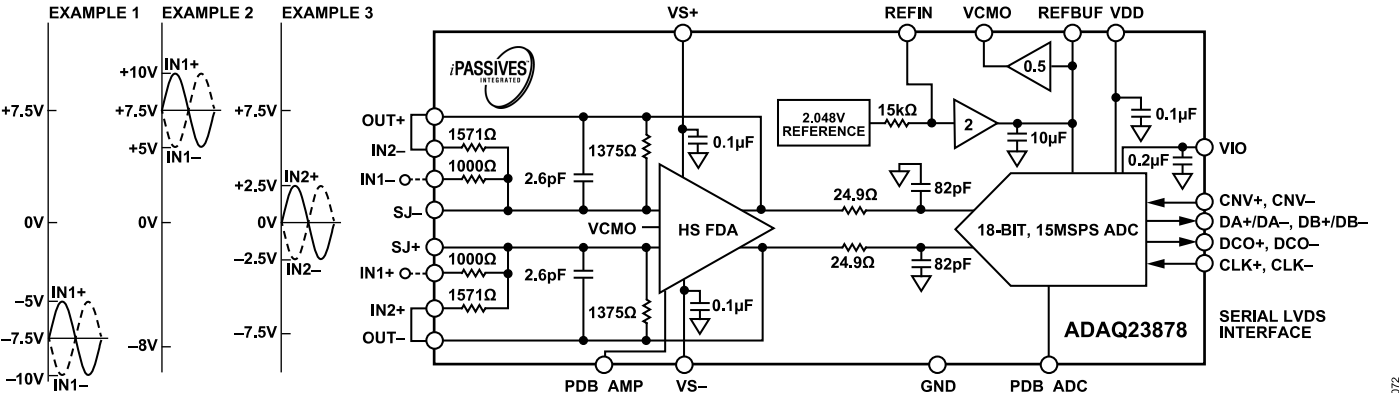 EXAMPLE 1
EXAMPLE 2
EXAMPLE 3
+7.5V
0V
–5V
–7.5V
–10V
IN1+
IN1–
+10V
+7.5V
+5V
0V
–8V
IN1+
IN1–
+7.5V
+2.5V
0V
–2.5V
–7.5V
IN2+
IN2–
VS+
REFIN
VCMO
REFBUF
VDD
iPASSIVES™
INTEGRATED
OUT+
IN2–
IN1–
SJ–
SJ+
IN1+
IN2+
OUT–
1571Ω
1000Ω
2.6pF
1375Ω
0.1µF
VCMO
HS FDA
1000Ω
1571Ω
2.6pF
1375Ω
0.1µF
2.048V
REFERENCE
15kΩ
2
10µF
0.5
0.1µF
0.2µF
24.9Ω
82pF
24.9Ω
82pF
18-BIT, 15MSPS ADC
VIO
CNV+, CNV–
DA+/DA–, DB+/DB–
DCO+, DCO–
CLK+, CLK–
SERIAL LVDS
INTERFACE
ADAQ23878
PDB_AMP
VS–
GND
PDB_ADC
072